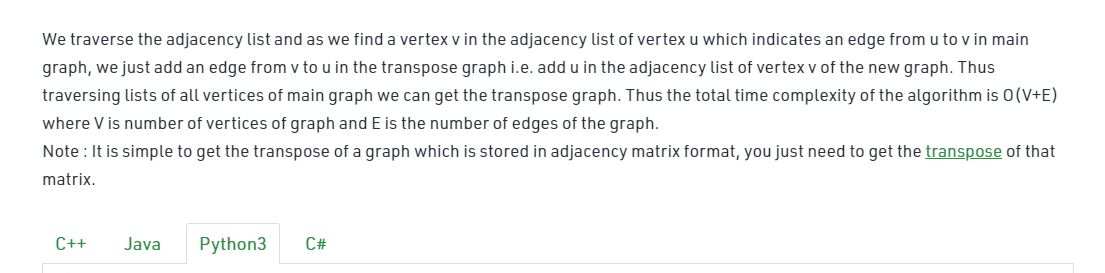 We traverse the adjacency list and as we find a vertex v in the adjacency list of vertex u which indicates an edge from u to v in main
graph, we just add an edge from v to u in the transpose graph i.e. add u in the adjacency list of vertex v of the new graph. Thus
traversing lists of all vertices of main graph we can get the transpose graph. Thus the total time complexity of the algorithm is O(V+E)
where V is number of vertices of graph and E is the number of edges of the graph.
Note : It is simple to get the transpose of a graph which is stored in adjacency matrix format, you just need to get the transpose of that
matrix.
C++ Java Python3 C#